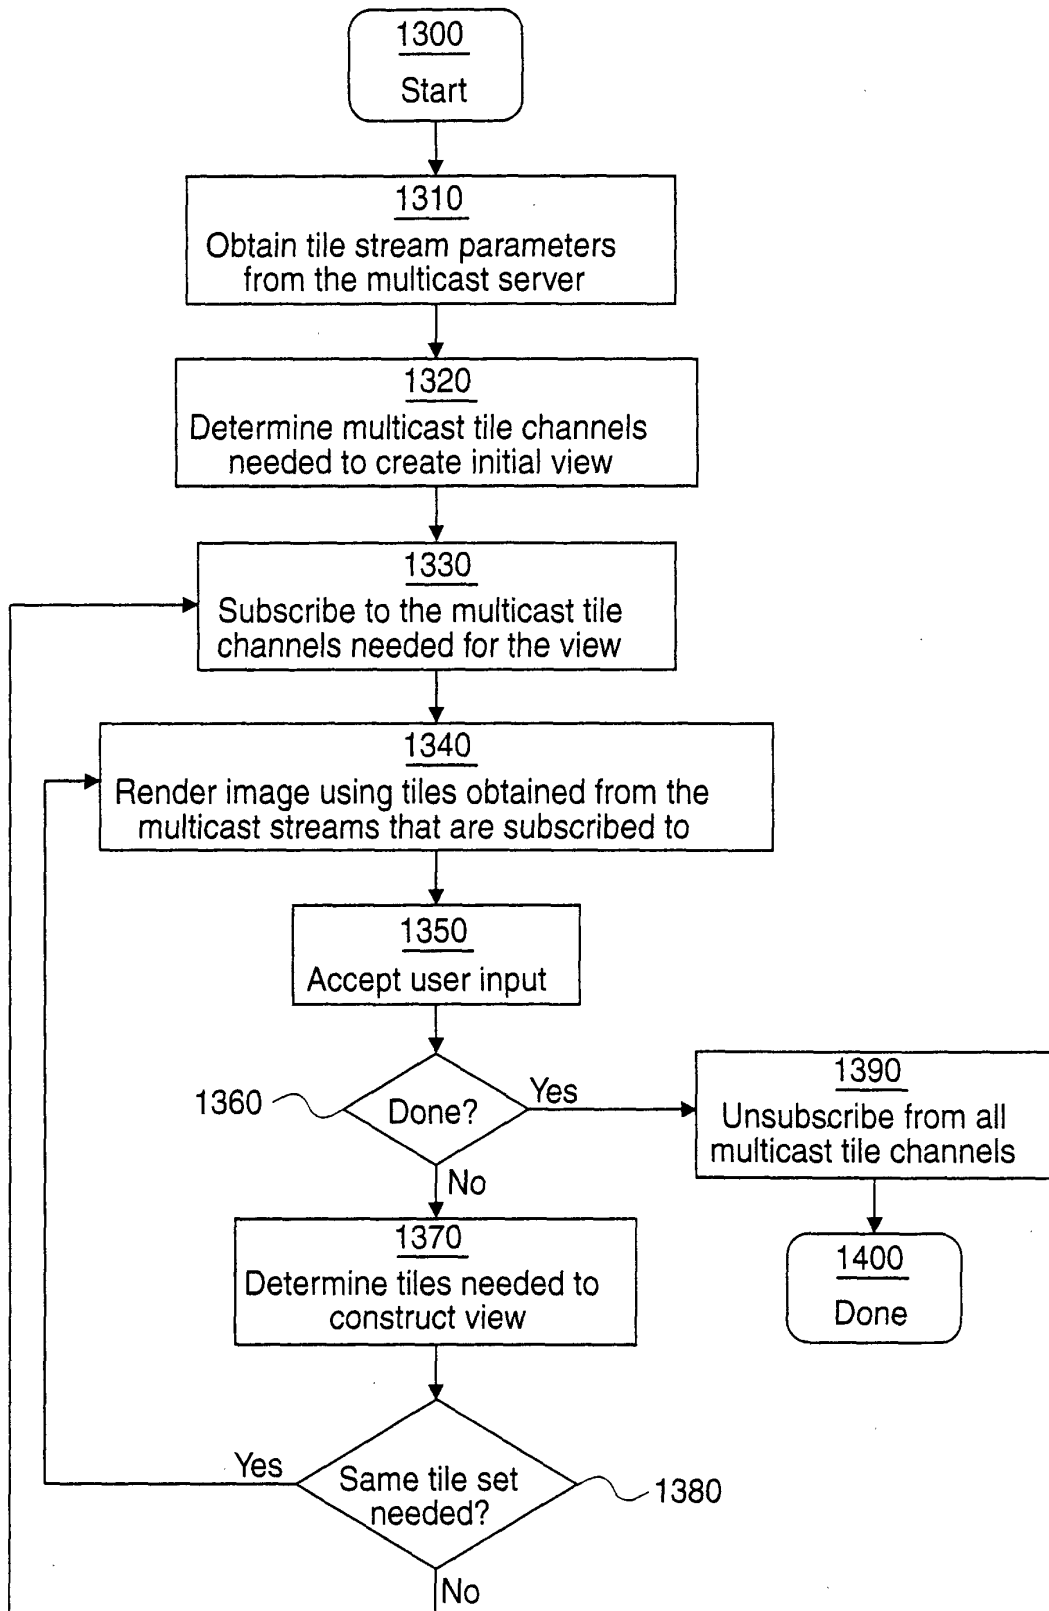 1300
Start
1310
Obtain tile stream parameters
from the multicast server
1320
Determine multicast tile channels
needed to create initial view
1330
Subscribe to the multicast tile
channels needed for the view
1340
Render image using tiles obtained from the
multicast streams that are subscribed to
1350
Accept user input
1360
Done?
Yes
1390
Unsubscribe from all
multicast tile channels
No
1370
Determine tiles needed to
construct view
1400
Done
Yes
Same tile set
needed?
1380
No